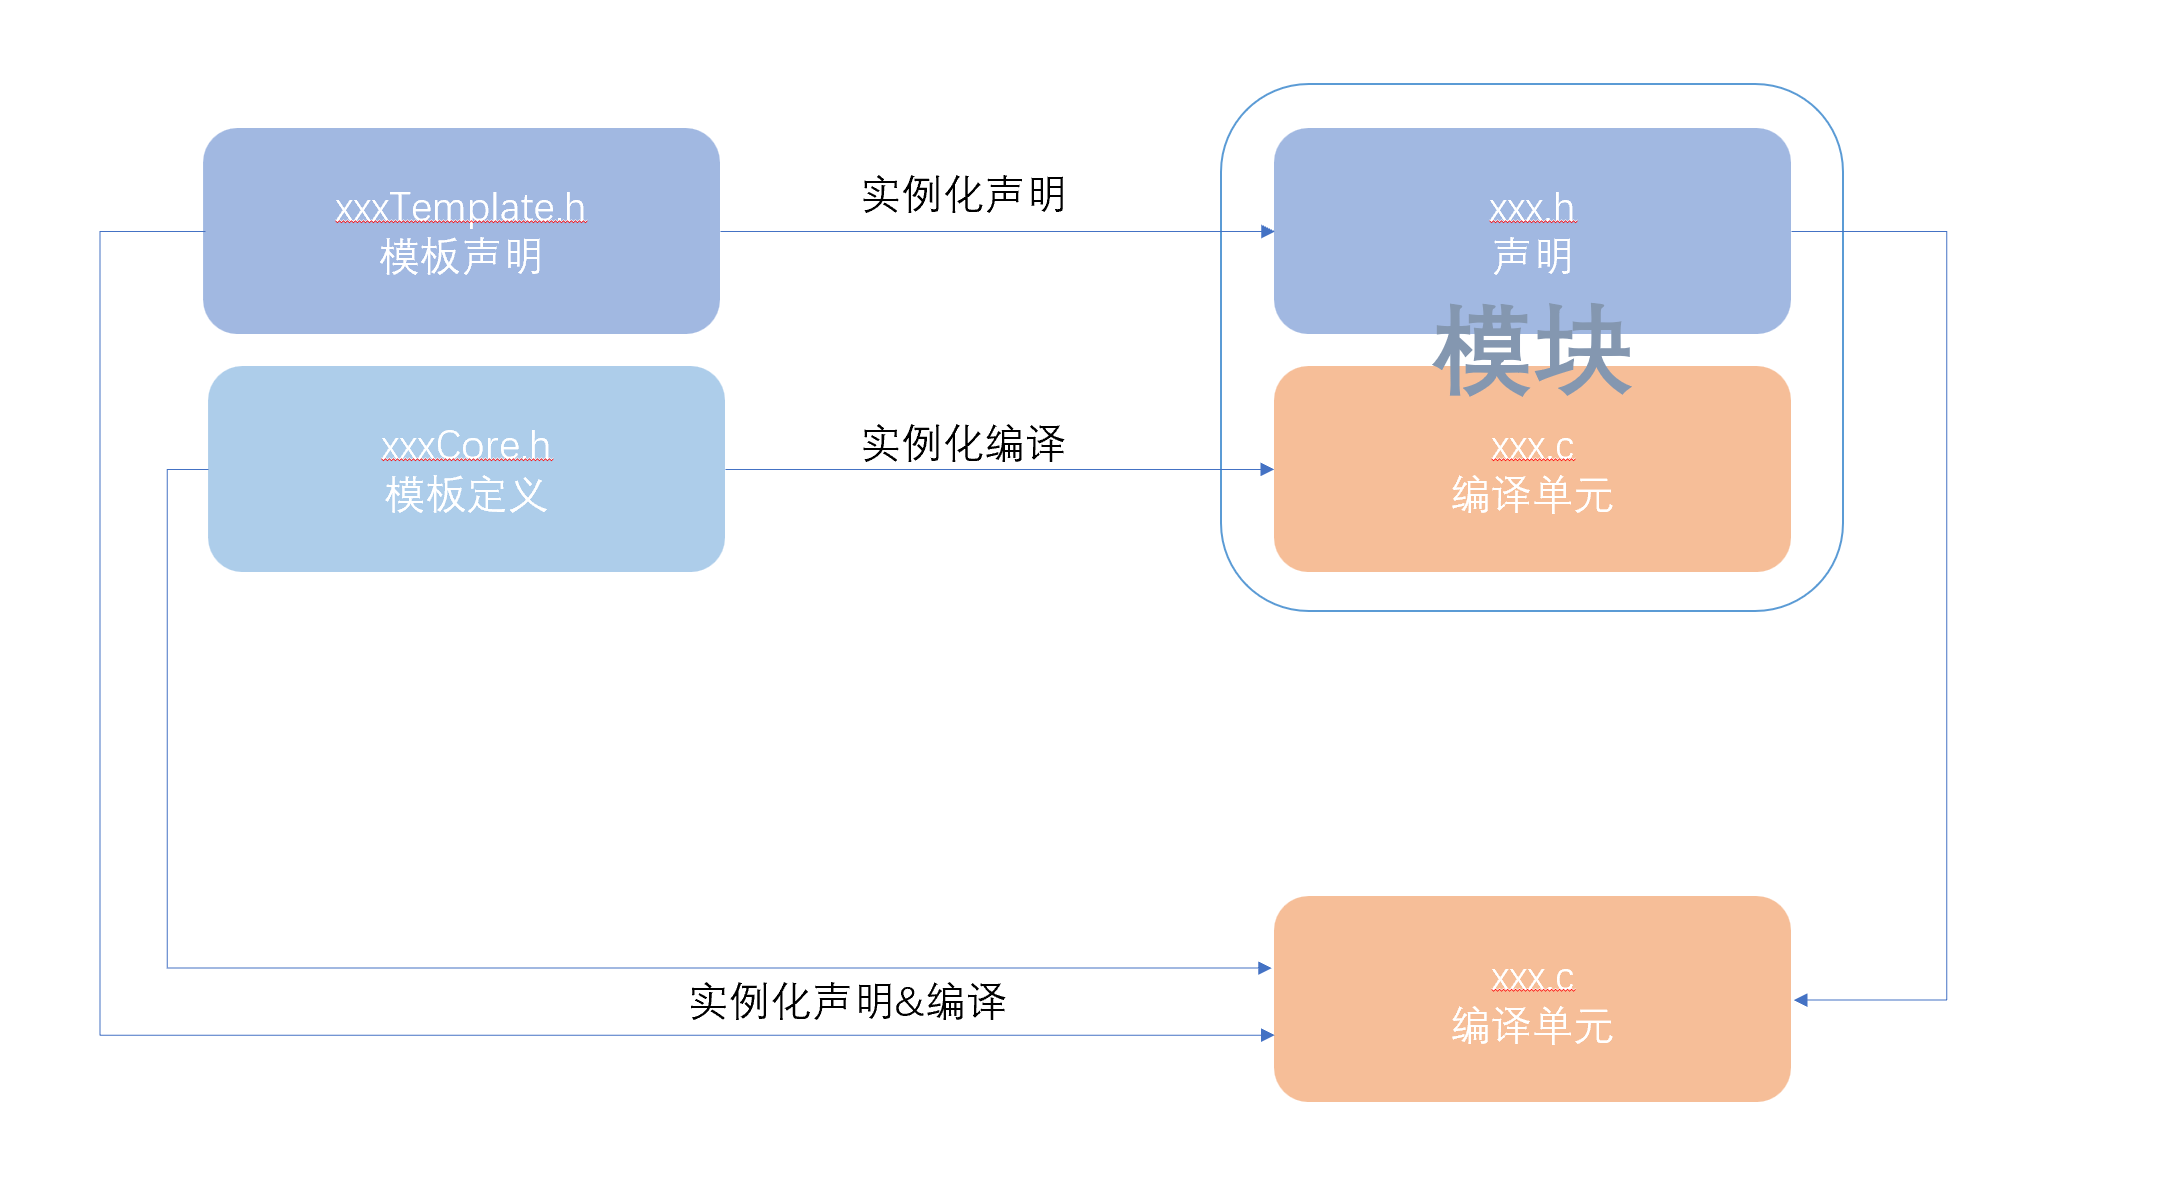 xxxTemplate.h
模板声明
实例化声明
xxx.h
声明
模块
xxxCore.h
模板定义
实例化编译
xxx.c
编译单元
实例化声明&编译
xxx.c
编译单元